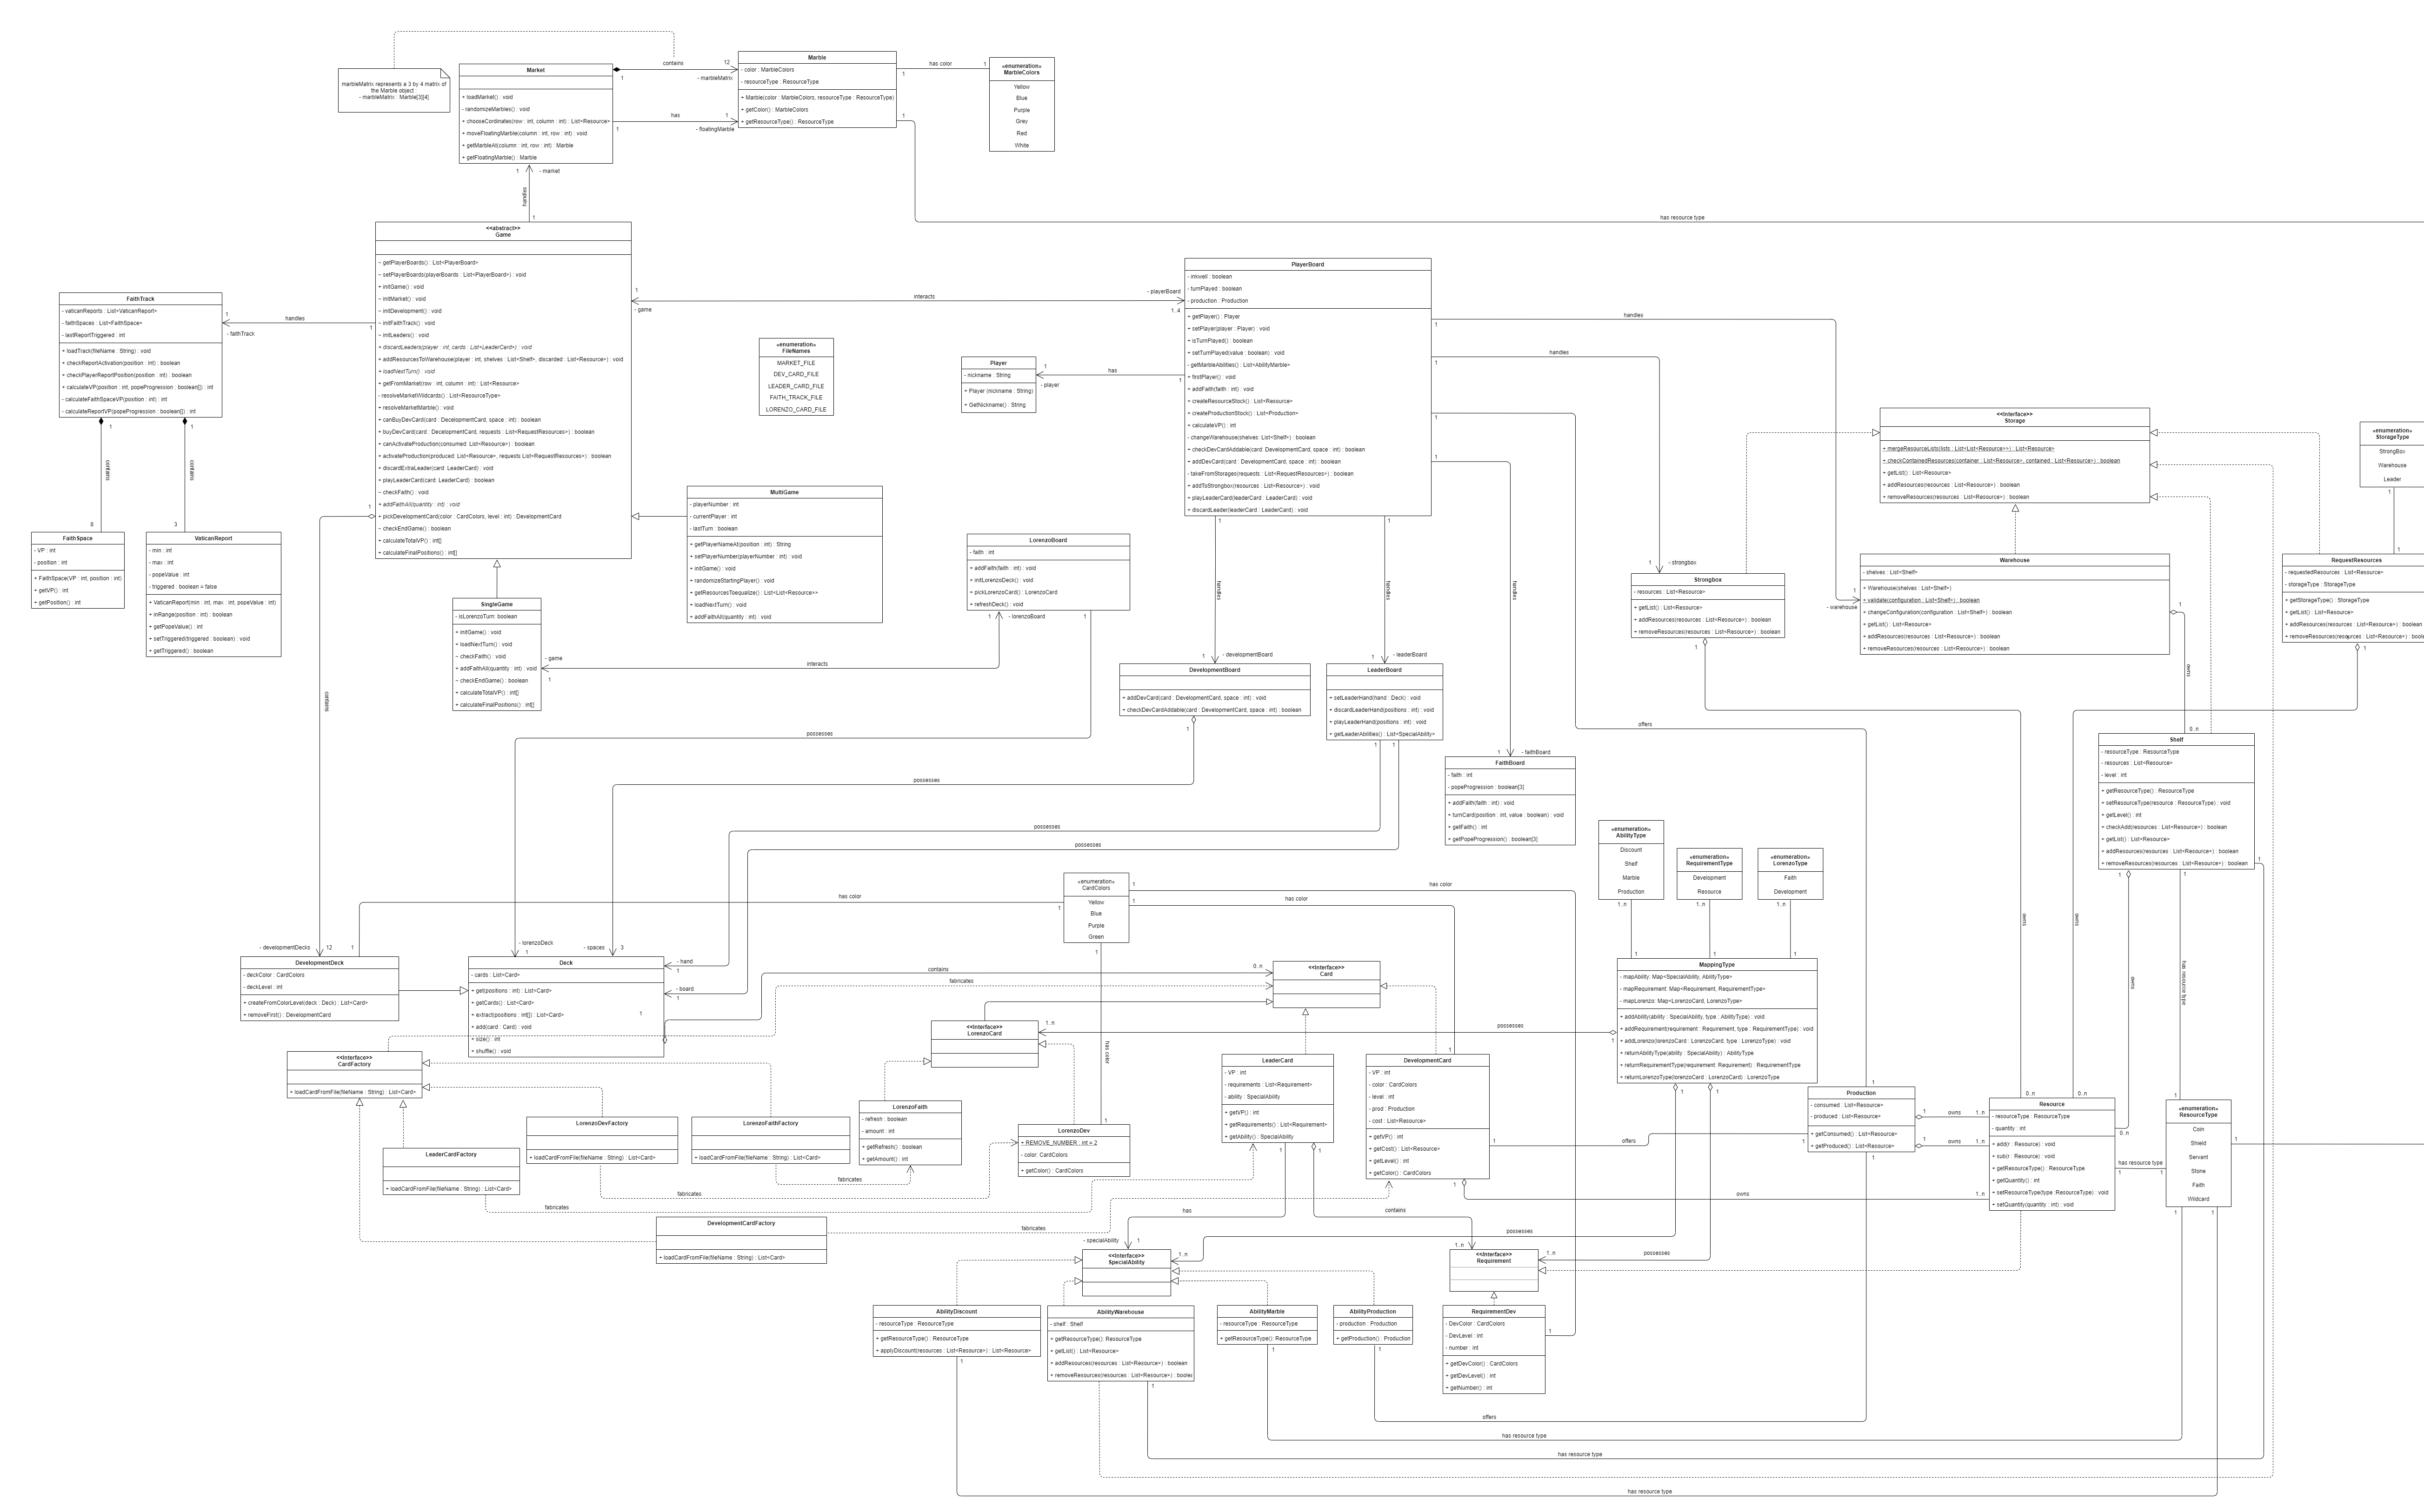 marbleMatrix represents a 3 by 4 matrix of
the Marble object :
- marbleMatrix : Marble[3][4]
Market
+ loadMarket() : void
- randomizeMarbles() : void
+ chooseCordinates(row : int, column : int) : List<Resource>
+ moveFloatingMarble(column : int, row : int) : void
+ getMarbleAt(column : int, row : int) : Marble
+ getFloatingMarble() : Marble
contains
1
12
- marbleMatrix
has
1
1
- floatingMarble
Marble
- color : MarbleColors
- resourceType : ResourceType
+ Marble(color : MarbleColors, resourceType : ResourceType)
+ getColor() : MarbleColors
+ getResourceType() : ResourceType
has color
1
1
1
«enumeration»
MarbleColors
Yellow
Blue
Purple
Grey
Red
White
has resource type
1
- market
handles
1
<<abstract>>
Game
~ getPlayerBoards() : List<PlayerBoard>
~ setPlayerBoards(playerBoards : List<PlayerBoard>) : void
+ initGame() : void
~ initMarket() : void
~ initDevelopment() : void
~ initFaithTrack() : void
~ initLeaders() : void
+ discardLeaders(player : int, cards : List<LeaderCard>) : void
+ addResourcesToWarehouse(player : int, shelves : List<Shelf>, discarded : List<Resource>) : void
+ loadNextTurn() : void
+ getFromMarket(row : int, column : int) : List<Resource>
- resolveMarketWildcards() : List<ResourceType>
+ resolveMarketMarble() : void
+ canBuyDevCard(card : DevelopmentCard, space : int) : boolean
+ buyDevCard(card : DevelopmentCard, requests : List<RequestResources>) : boolean
+ canActivateProduction(consumed: List<Resource>) : boolean
+ activateProduction(produced: List<Resource>, requests List<RequestResources>) : boolean
+ discardExtraLeader(card: LeaderCard) : void
+ playLeaderCard(card: LeaderCard) : boolean
~ checkFaith() : void
+ addFaithAll(quantity : int) : void
+ pickDevelopmentCard(color : CardColors, level : int) : DevelopmentCard
~ checkEndGame() : boolean
+ calculateTotalVP() : int[]
+ calculateFinalPositions() : int[]
FaithTrack
- vaticanReports : List<VaticanReport>
- faithSpaces : List<FaithSpace>
- lastReportTriggered : int
+ loadTrack(fileName : String) : void
+ checkReportActivation(position : int) : boolean
+ checkPlayerReportPosition(position : int) : boolean
+ calculateVP(position : int, popeProgression : boolean[]) : int
- calculateFaithSpaceVP(position : int) : int
- calculateReportVP(popeProgression : boolean[]) : int
1
handles
1
- faithTrack
1
contains
8
1
contains
3
FaithSpace
- VP : int
- position : int
+ FaithSpace(VP : int, position : int)
+ getVP() : int
+ getPosition() : int
VaticanReport
- min : int
- max : int
- popeValue : int
- triggered : boolean = false
+ VaticanReport(min : int, max : int, popeValue : int)
+ inRange(position : int) : boolean
+ getPopeValue() : int
+ setTriggered(triggered : boolean) : void
+ getTriggered() : boolean
1
- game
interacts
- playerBoard
1..4
«enumeration»
FileNames
MARKET_FILE
DEV_CARD_FILE
LEADER_CARD_FILE
FAITH_TRACK_FILE
LORENZO_CARD_FILE
Player
- nickname : String
+ Player (nickname : String)
+ GetNickname() : String
1
has
1
- player
PlayerBoard
- inkwell : boolean
- turnPlayed : boolean
- production : Production
+ getPlayer() : Player
+ setPlayer(player : Player) : void
+ isTurnPlayed() : boolean
+ setTurnPlayed(value : boolean) : void
- getMarbleAbilities() : List<AbilityMarble>
+ firstPlayer() : void
+ addFaith(faith : int) : void
+ createResourceStock() : List<Resource>
+ createProductionStock() : List<Production>
+ calculateVP() : int
- changeWarehouse(shelves: List<Shelf>) : boolean
+ checkDevCardAddable(card: DevelopmentCard, space : int) : boolean
+ addDevCard(card : DevelopmentCard, space : int) : boolean
- takeFromStorages(requests : List<RequestResources>) : boolean
+ addToStrongbox(resources : List<Resource>) : void
+ playLeaderCard(leaderCard : LeaderCard) : void
+ discardLeader(leaderCard : LeaderCard) : void
1
handles
1
handles
1
1
1
handles
1
handles
handles
MultiGame
- playerNumber : int
- currentPlayer : int
- lastTurn : boolean
+ getPlayerNameAt(position : int) : String
+ setPlayerNumber(playerNumber : int) : void
+ initGame() : void
+ randomizeStartingPlayer() : void
+ getResourcesToequalize() : List<List<Resource>>
+ loadNextTurn() : void
+ addFaithAll(quantity : int) : void
SingleGame
- isLorenzoTurn: boolean
+ initGame() : void
+ loadNextTurn() : void
~ checkFaith() : void
+ addFaithAll(quantity : int) : void
~ checkEndGame() : boolean
+ calculateTotalVP() : int[]
+ calculateFinalPositions() : int[]
- game
1
interacts
LorenzoBoard
- faith : int
+ addFaith(faith : int) : void
+ initLorenzoDeck() : void
+ pickLorenzoCard() : LorenzoCard
+ refreshDeck() : void
1
- lorenzoBoard
1
<<Interface>>
Storage
+ mergeResourceLists(lists : List<List<Resource>>) : List<Resource>
+ checkContainedResources(container : List<Resource>, contained : List<Resource>) : boolean
+ getList() : List<Resource>
+ addResources(resources : List<Resource>) : boolean
+ removeResources(resources : List<Resource>) : boolean
«enumeration»
StorageType
StrongBox
Warehouse
Leader
1
1
RequestResources
- requestedResources : List<Resource>
- storageType : StorageType
+ getStorageType() : StorageType
+ getList() : List<Resource>
+ addResources(resources : List<Resource>) : boolean
+ removeResources(resources : List<Resource>) : boolean
1
1
- strongbox
Strongbox
- resources : List<Resource>
+ getList() : List<Resource>
+ addResources(resources : List<Resource>) : boolean
+ removeResources(resources : List<Resource>) : boolean
1
1
- warehouse
Warehouse
- shelves : List<Shelf>
+ Warehouse(shelves : List<Shelf>)
+ validate(configuration : List<Shelf>) : boolean
+ changeConfiguration(configuration : List<Shelf>) : boolean
+ getList() : List<Resource>
+ addResources(resources : List<Resource>) : boolean
+ removeResources(resources : List<Resource>) : boolean
1
owns
0..n
1
- developmentBoard
DevelopmentBoard
+ addDevCard(card : DevelopmentCard, space : int) : void
+ checkDevCardAddable(card : DevelopmentCard, space : int) : boolean
1
1
- leaderBoard
LeaderBoard
+ setLeaderHand(hand : Deck) : void
+ discardLeaderHand(positions : int) : void
+ playLeaderHand(positions : int) : void
+ getLeaderAbilities() : List<SpecialAbility>
1
1
1
- faithBoard
FaithBoard
- faith : int
- popeProgression : boolean[3]
+ addFaith(faith : int) : void
+ turnCard(position : int, value : boolean) : void
+ getFaith() : int
+ getPopeProgression() : boolean[3]
offers
Shelf
- resourceType : ResourceType
- resources : List<Resource>
- level : int
+ getResourceType() : ResourceType
+ setResourceType(resource : ResourceType) : void
+ getLevel() : int
+ checkAdd(resources : List<Resource>) : boolean
+ getList() : List<Resource>
+ addResources(resources : List<Resource>) : boolean
+ removeResources(resources : List<Resource>) : boolean
1
1
1
1
contains
possesses
possesses
possesses
possesses
«enumeration»
AbilityType
Discount
Shelf
Marble
Production
1..n
«enumeration»
RequirementType
Development
Resource
1..n
«enumeration»
LorenzoType
Faith
Development
1..n
«enumeration»
CardColors
Yellow
Blue
Purple
Green
1
has color
1
has color
1
has color
1
has color
- developmentDecks
12
1
- lorenzoDeck
1
- spaces
3
DevelopmentDeck
- deckColor : CardColors
- deckLevel : int
+ createFromColorLevel(deck : Deck) : List<Card>
+ removeFirst() : DevelopmentCard
Deck
- cards : List<Card>
+ get(positions : int) : List<Card>
+ getCards() : List<Card>
+ extract(positions : int[]) : List<Card>
+ add(card : Card) : void
+ size() : int
+ shuffle() : void
1
- hand
1
- board
1
contains
0..n
fabricates
<<Interface>>
Card
<<Interface>>
LorenzoCard
1..n
possesses
1
1
1
1
MappingType
- mapAbility: Map<SpecialAbility, AbilityType>
- mapRequirement: Map<Requirement, RequirementType>
- mapLorenzo: Map<LorenzoCard, LorenzoType>
+ addAbility(ability : SpecialAbility, type : AbilityType) : void
+ addRequirement(requirement : Requirement, type : RequirementType) : void
+ addLorenzo(lorenzoCard : LorenzoCard, type : LorenzoType) : void
+ returnAbilityType(ability : SpecialAbility) : AbilityType
+ returnRequirementType(requirement: Requirement) : RequirementType
+ returnLorenzoType(lorenzoCard : LorenzoCard) : LorenzoType
1
1
owns
owns
owns
has resource type
<<Interface>>
CardFactory
+ loadCardFromFile(fileName : String) : List<Card>
LeaderCardFactory
+ loadCardFromFile(fileName : String) : List<Card>
LorenzoDevFactory
+ loadCardFromFile(fileName : String) : List<Card>
LorenzoFaithFactory
+ loadCardFromFile(fileName : String) : List<Card>
LorenzoFaith
- refresh : boolean
- amount : int
+ getRefresh() : boolean
+ getAmount() : int
1
LorenzoDev
+ REMOVE_NUMBER : int = 2
- color: CardColors
+ getColor() : CardColors
fabricates
fabricates
fabricates
LeaderCard
- VP : int
- requirements : List<Requirement>
- ability : SpecialAbility
+ getVP() : int
+ getRequirements() : List<Requirement>
+ getAbility() : SpecialAbility
1
1
1
DevelopmentCard
- VP : int
- color : CardColors
- level : int
- prod : Production
- cost : List<Resource>
+ getVP() : int
+ getCost() : List<Resource>
+ getLevel() : int
+ getColor() : CardColors
1
offers
1
1
owns
1..n
1
Production
- consumed : List<Resource>
- produced : List<Resource>
+ getConsumed() : List<Resource>
+ getProduced() : List<Resource>
1
1
owns
1..n
1
owns
1..n
0..n
0..n
0..n
Resource
- resourceType : ResourceType
- quantity : int
+ add(r : Resource) : void
+ sub(r : Resource) : void
+ getResourceType() : ResourceType
+ getQuantity() : int
+ setResourceType(type :ResourceType) : void
+ setQuantity(quantity : int) : void
has resource type
1
1
1
«enumeration»
ResourceType
Coin
Shield
Servant
Stone
Faith
Wildcard
1
1
1
DevelopmentCardFactory
+ loadCardFromFile(fileName : String) : List<Card>
fabricates
has
- specialAbility
1
contains
1..n
possesses
1..n
possesses
1..n
<<Interface>>
SpecialAbility
<<Interface>>
Requirement
AbilityDiscount
- resourceType : ResourceType
+ getResourceType() : ResourceType
+ applyDiscount(resources : List<Resource>) : List<Resource>
1
AbilityWarehouse
- shelf : Shelf
+ getResourceType(): ResourceType
+ getList() : List<Resource>
+ addResources(resources : List<Resource>) : boolean
+ removeResources(resources : List<Resource>) : boolea
1
AbilityMarble
- resourceType : ResourceType
+ getResourceType(): ResourceType
1
AbilityProduction
- production : Production
+ getProduction() : Production
1
RequirementDev
- DevColor : CardColors
- DevLevel : int
- number : int
+ getDevColor() : CardColors
+ getDevLevel() : int
+ getNumber() : int
1
offers
has resource type
has resource type
has resource type